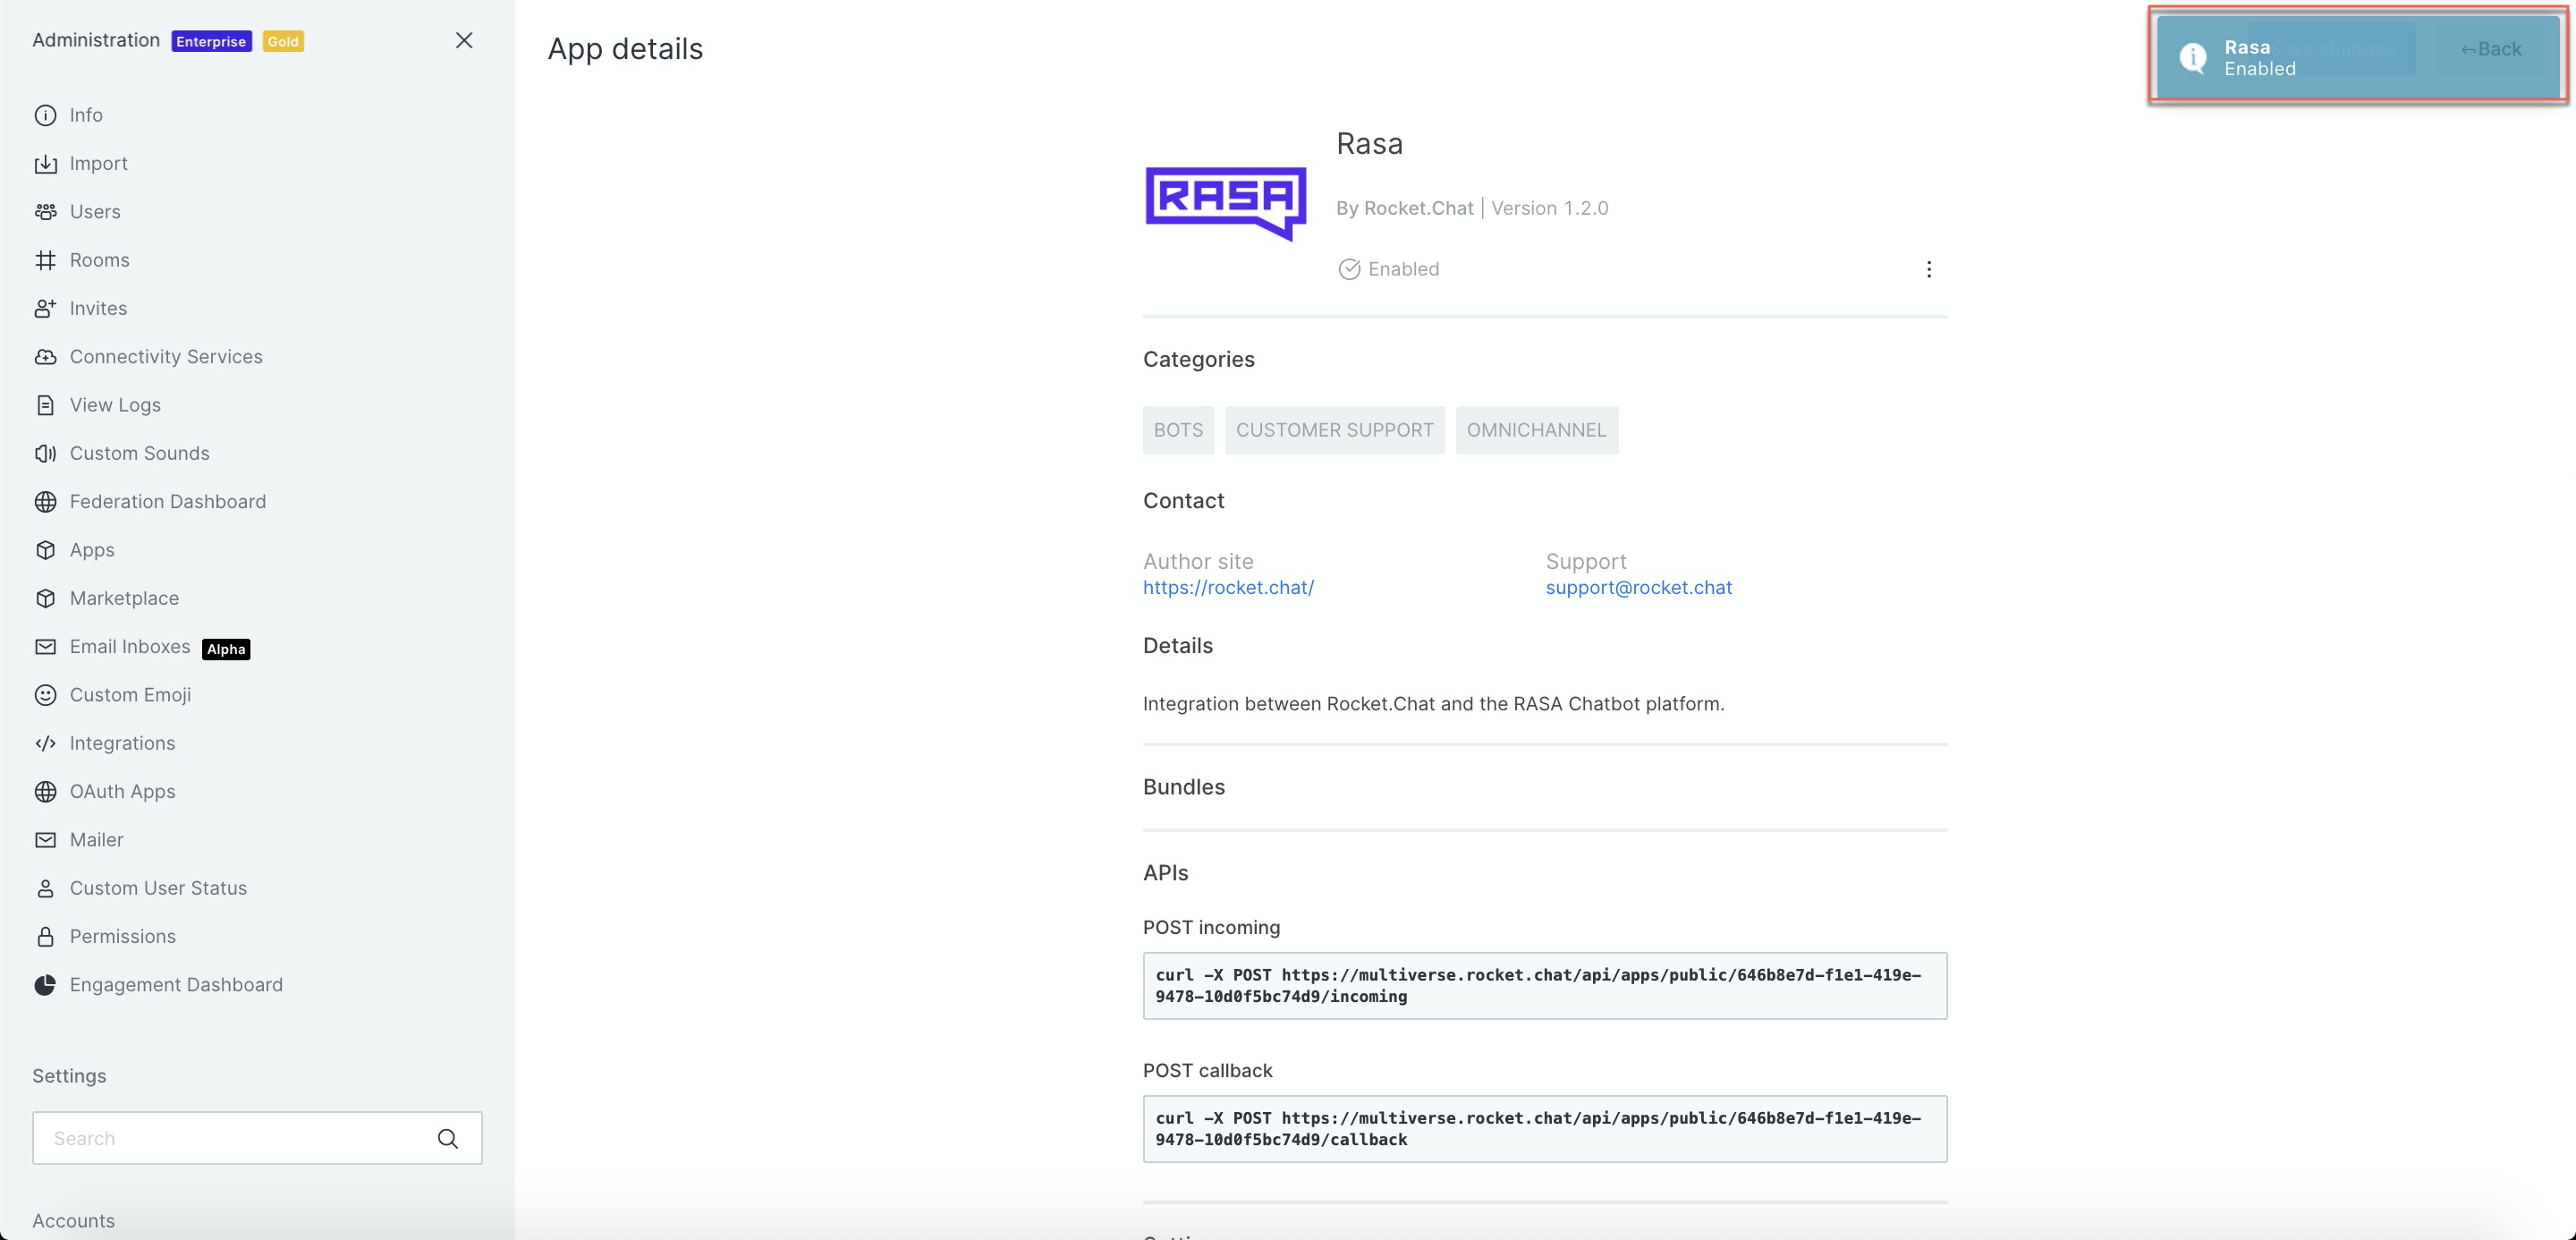 Administration Enterprise Gold
Info
Import
Users
Rooms
Invites
Connectivity Services
View Logs
Custom Sounds
Federation Dashboard
Apps
Marketplace
Email Inboxes Alpha
Custom Emoji
Integrations
OAuth Apps
Mailer
Custom User Status
Permissions
Engagement Dashboard
Settings
Search
Accounts
App details
Rasa
Enabled
Save changes
Back
RASA
Rasa
By Rocket.Chat | Version 1.2.0
Enabled
Categories
BOTS CUSTOMER SUPPORT OMNICHANNEL
Contact
Author site Support
https://rocket.chat/ support@rocket.chat
Details
Integration between Rocket.Chat and the RASA Chatbot platform.
Bundles
APIs
POST incoming
curl -X POST https://multiverse.rocket.chat/api/apps/public/646b8e7d-f1e1-419e-
9478-10d0f5bc74d9/incoming
POST callback
curl -X POST https://multiverse.rocket.chat/api/apps/public/646b8e7d-f1e1-419e-
9478-10d0f5bc74d9/callback